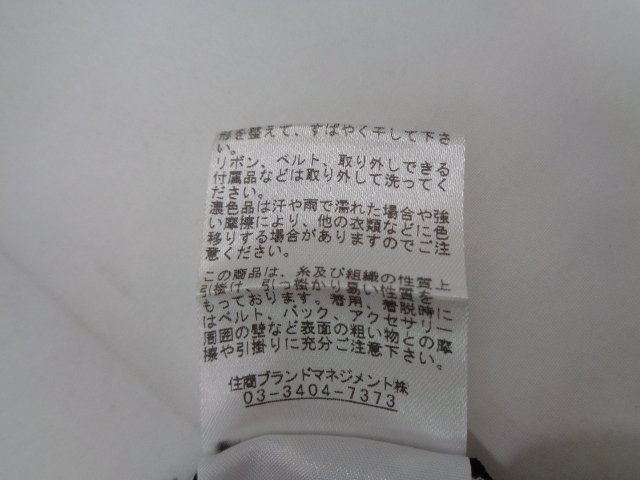 形を整えて、すばやく干して下さ
い。
リボン、ベルト、取り外しできる
付属品などは取り外して洗ってく
ださい。
濃色品は汗や雨で濡れた場合や強
い摩擦により、他の衣類などに色
移りする場合がありますのでご注
意ください。
この商品は、糸及び組織の性質上
引掛け、引っ掛かり易い性質を
もっております。着用、着脱時に
はベルト、バック、アクセサリー
周囲の壁など表面の粗い物との摩
擦や引掛りに充分ご注意下さい。
住商ブランドマネジメント㈱
03-3404-7373